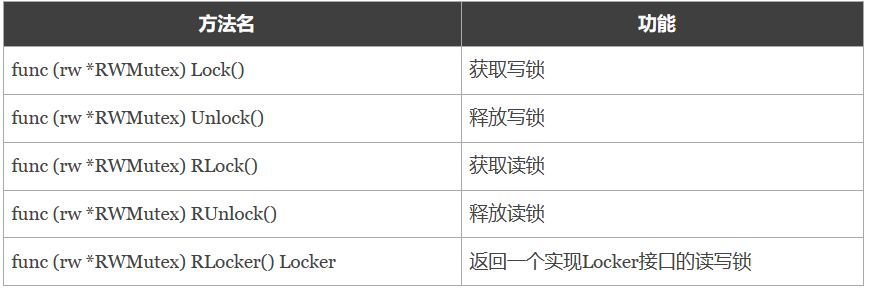 方法名 功能
func (rw *RWMutex) Lock() 获取写锁
func (rw *RWMutex) Unlock() 释放写锁
func (rw *RWMutex) RLock() 获取读锁
func (rw *RWMutex) RUnlock() 释放读锁
func (rw *RWMutex) RLocker() Locker 返回一个实现Locker接口的读写锁